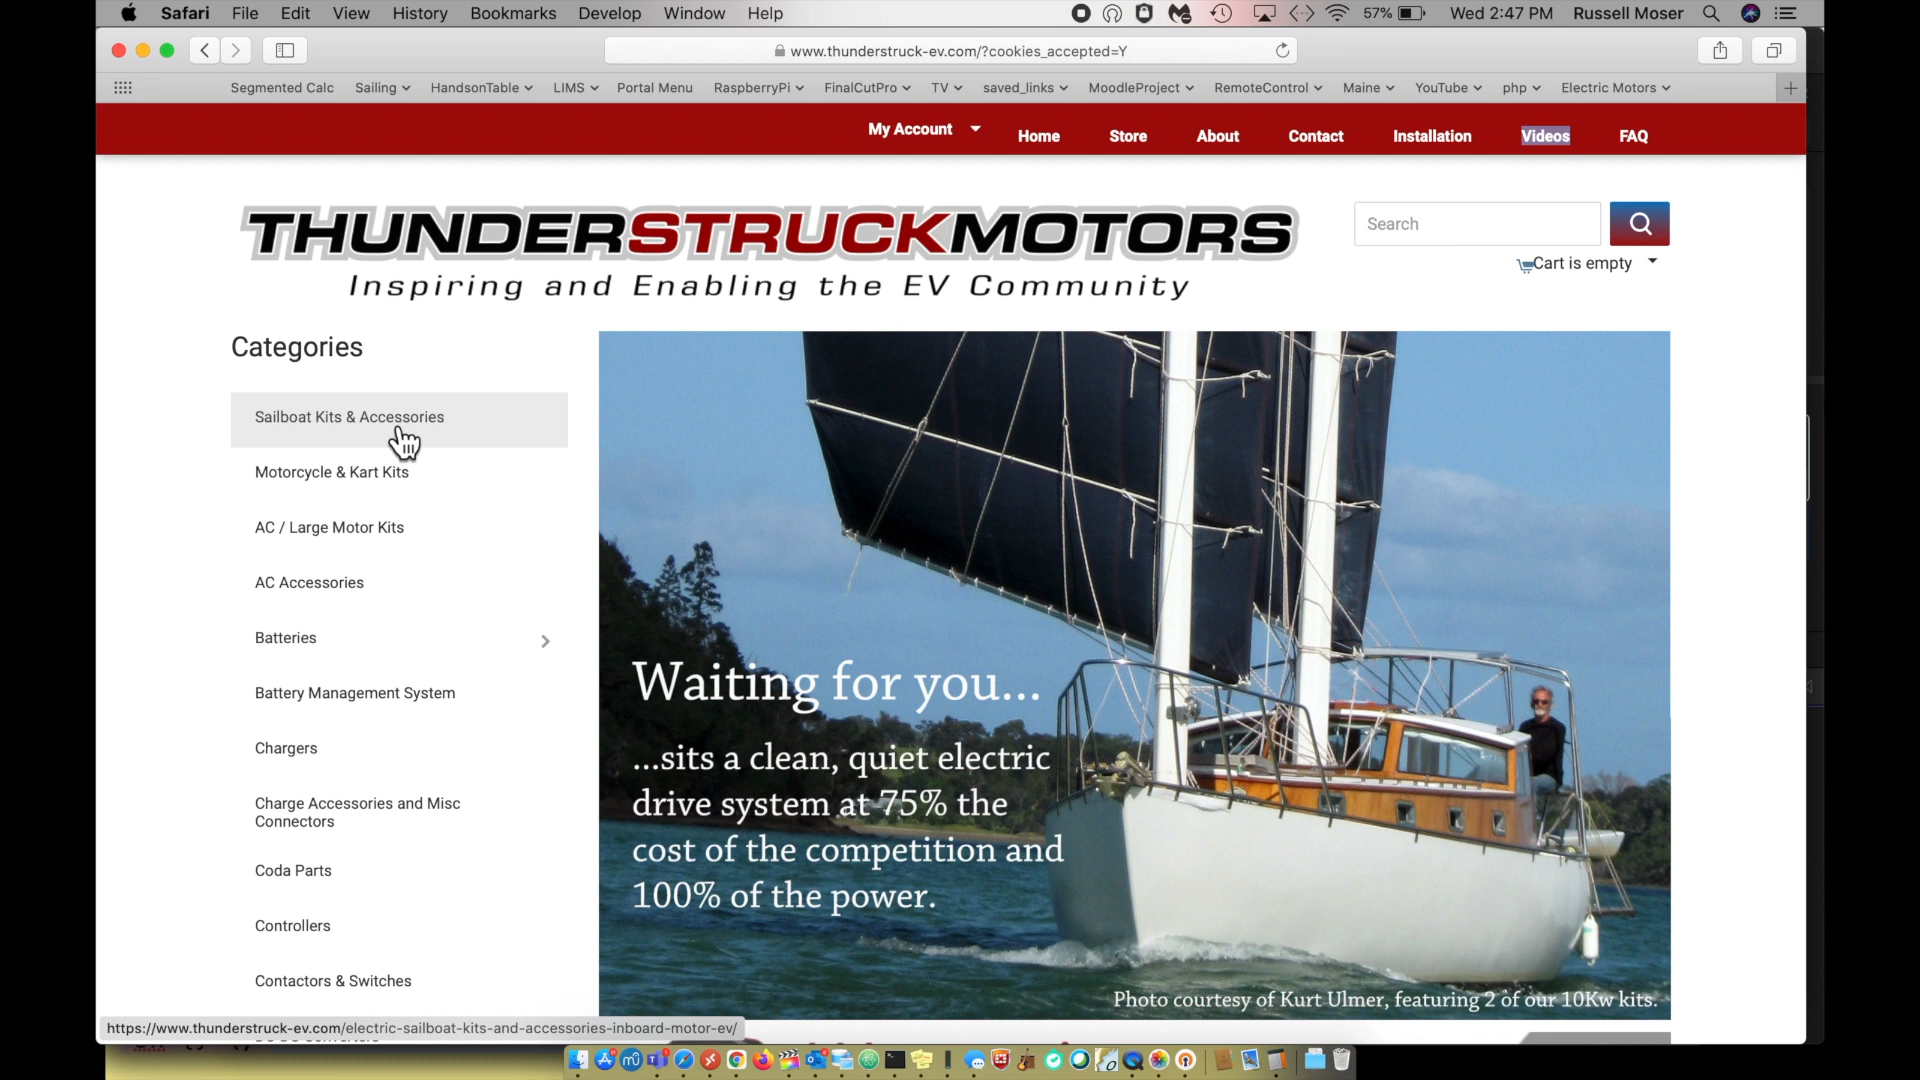 Safari File Edit View History Bookmarks Develop Window Help 57% Wed 2:47 PM Russell Moser
www.thunderstruck-ev.com/?cookies_accepted=Y
Segmented Calc Sailing HandsonTable LIMS Portal Menu RaspberryPi FinalCutPro TV saved_links MoodleProject RemoteControl Maine YouTube php Electric Motors
My Account Home Store About Contact Installation Videos FAQ
THUNDERSTRUCKMOTORS
Inspiring and Enabling the EV Community
Search
Cart is empty
Categories
Sailboat Kits & Accessories
Motorcycle & Kart Kits
AC / Large Motor Kits
AC Accessories
Batteries
Battery Management System
Chargers
Charge Accessories and Misc
Connectors
Coda Parts
Controllers
Contactors & Switches
Waiting for you...
...sits a clean, quiet electric
drive system at 75% the
cost of the competition and
100% of the power.
Photo courtesy of Kurt Ulmer, featuring 2 of our 10Kw kits.
https://www.thunderstruck-ev.com/electric-sailboat-kits-and-accessories-inboard-motor-ev/